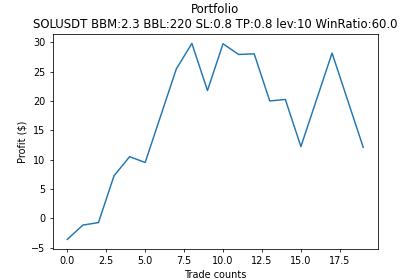 Portfolio
SOLUSDT BBM:2.3 BBL:220 SL:0.8 TP:0.8 lev:10 WinRatio:60.0
30
25
20
15
10
5
0
−5
Profit ($)
0.0 2.5 5.0 7.5 10.0 12.5 15.0 17.5
Trade counts